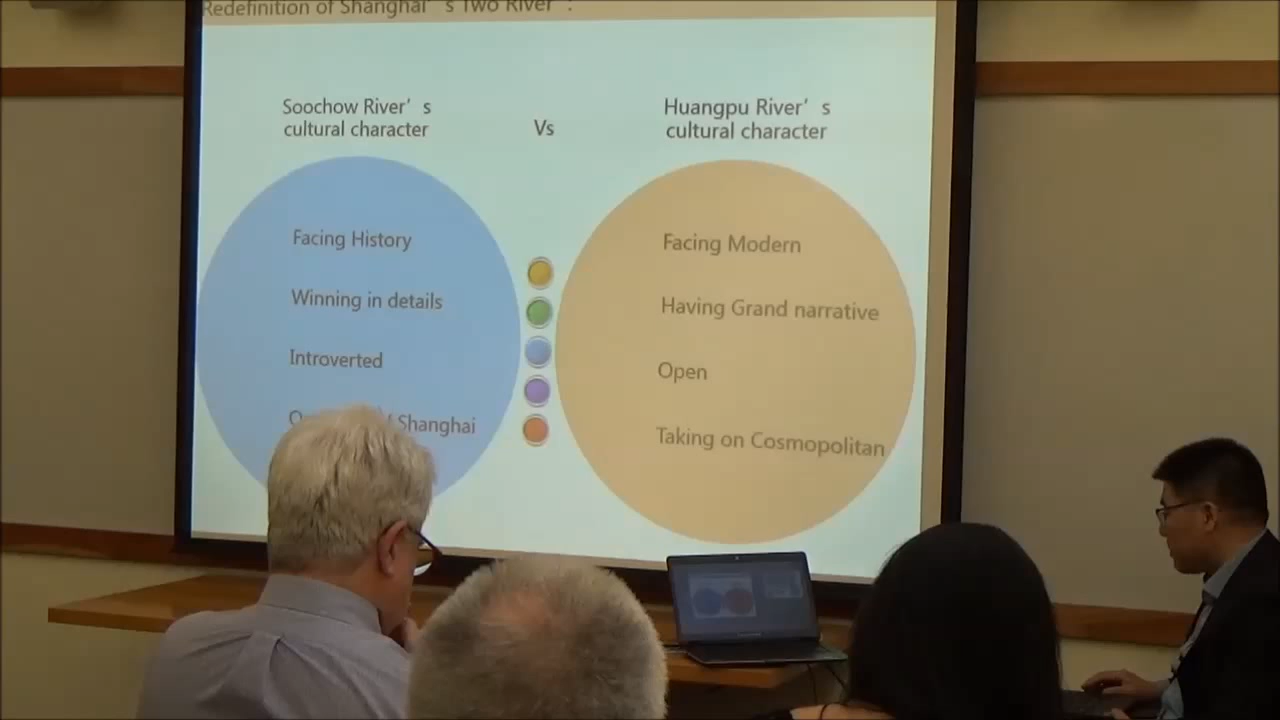 Redefinition of Shanghai’s Two River :
Soochow River’s
cultural character
Vs
Huangpu River’s
cultural character
Facing History
Winning in details
Introverted
Shanghai
Facing Modern
Having Grand narrative
Open
Taking on Cosmopolitan